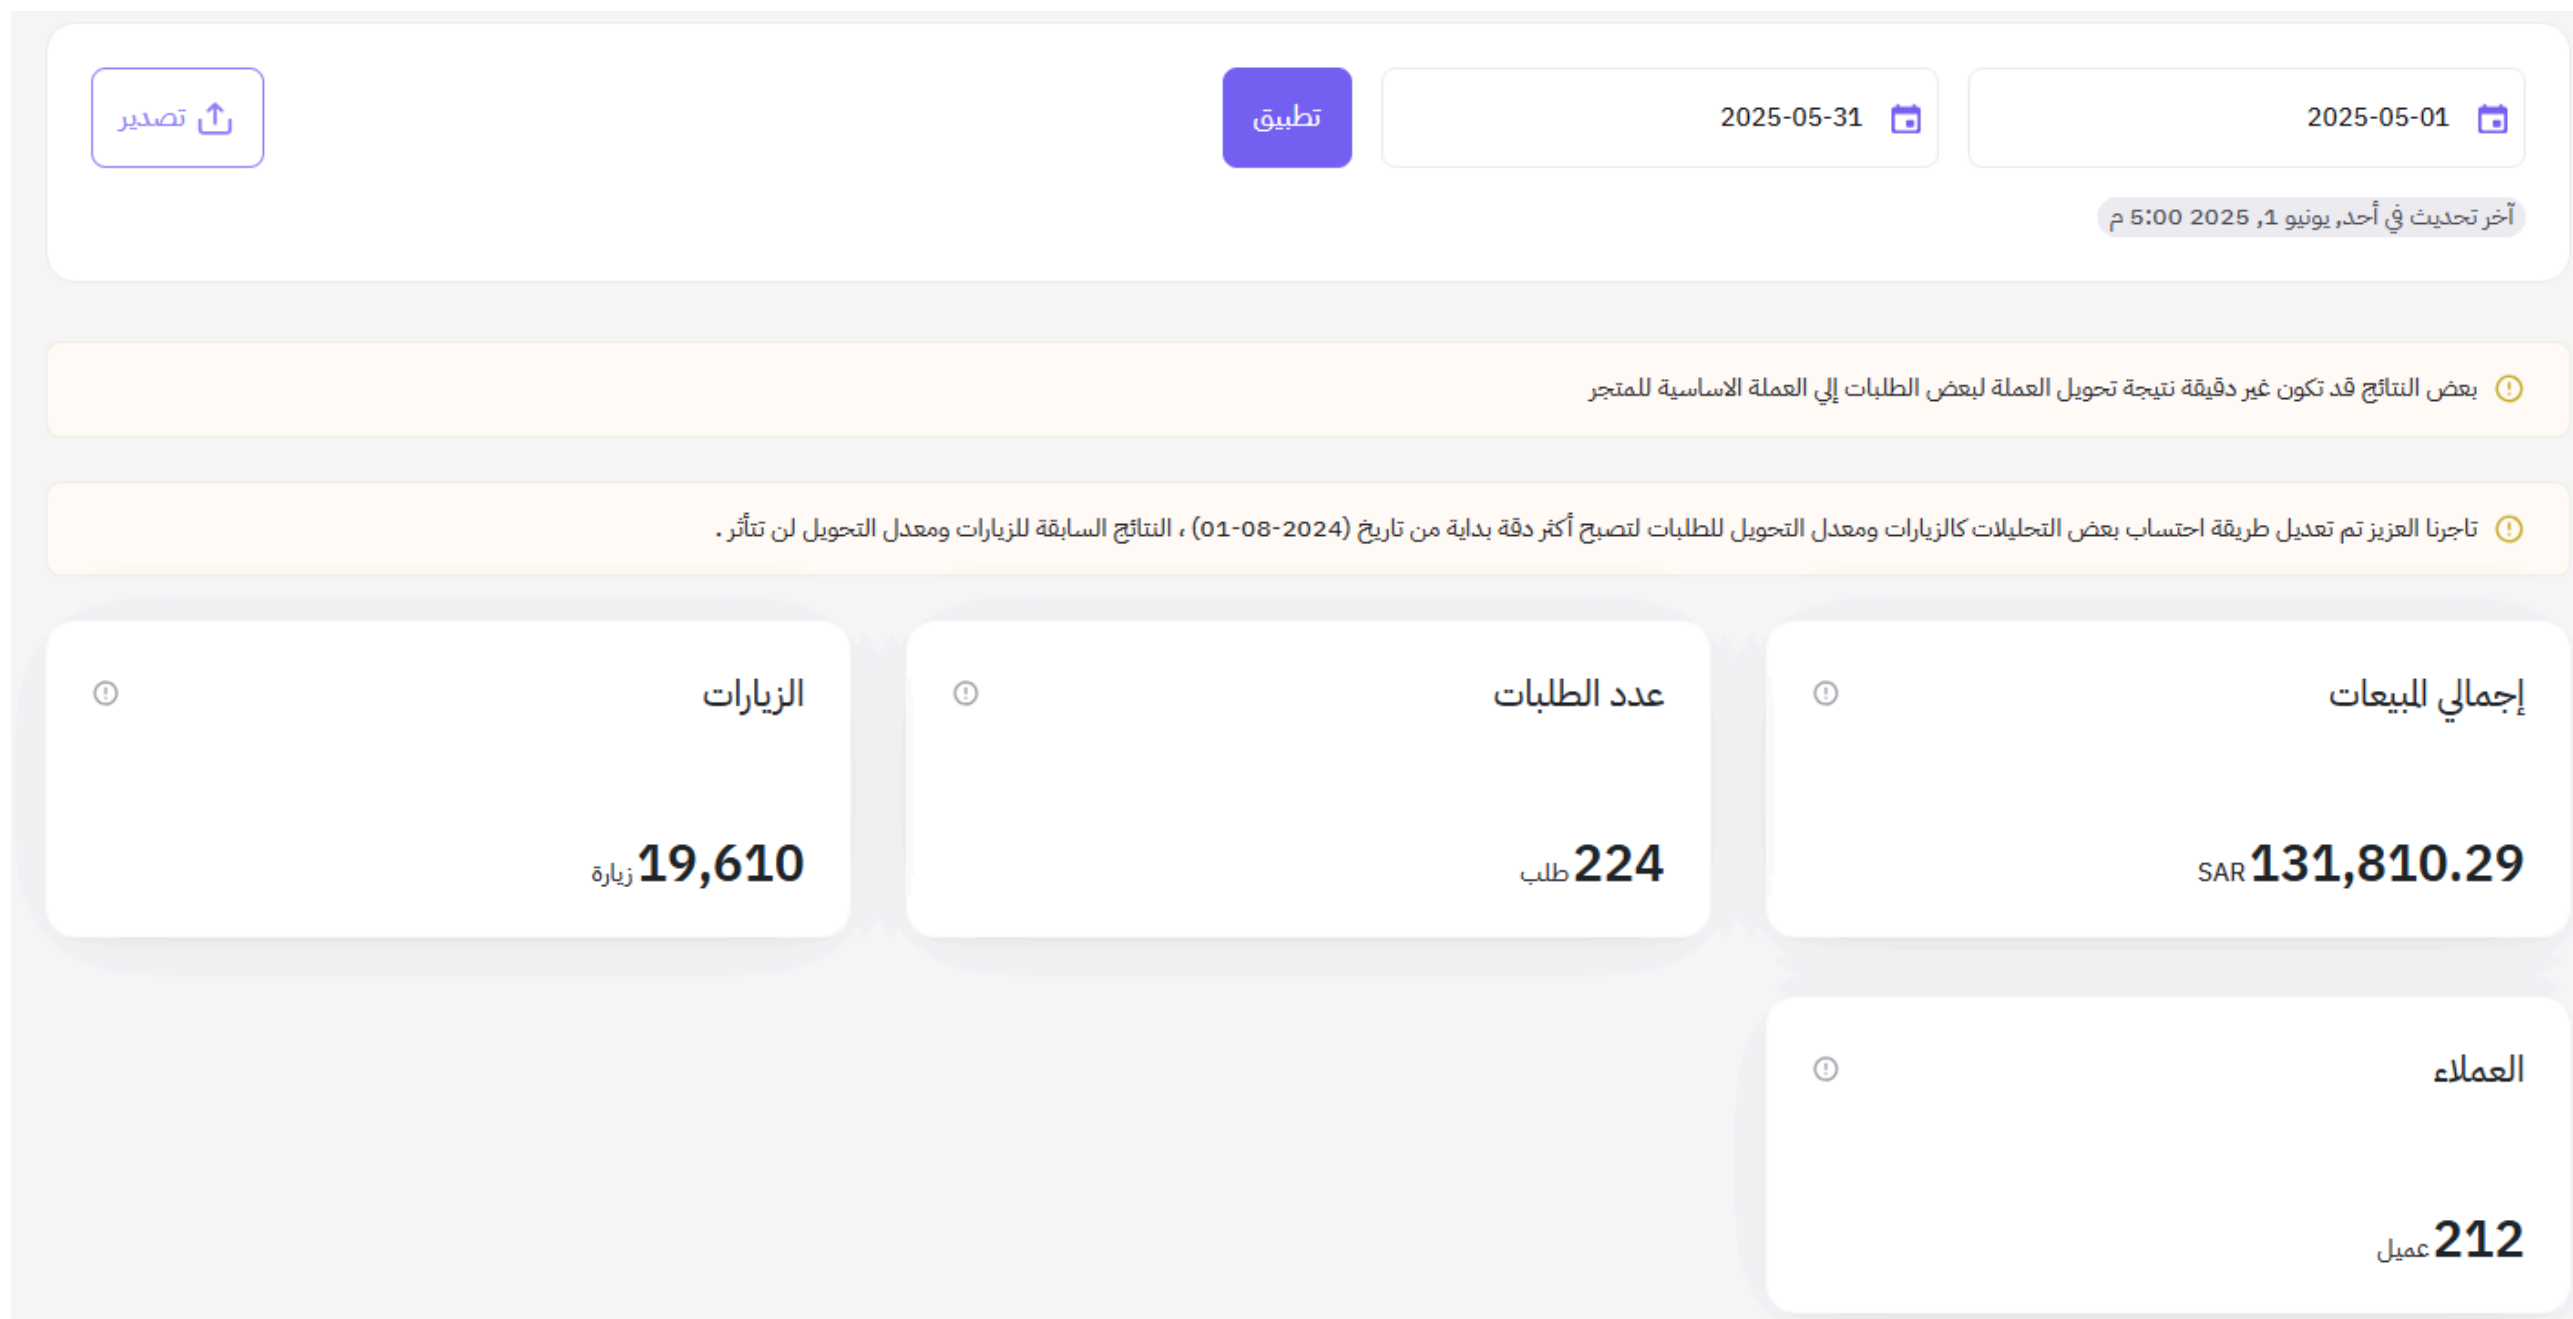 2025-05-01
2025-05-31
تطبيق
تصدير
آخر تحديث في أحد, يونيو 1, 2025 5:00 م
بعض النتائج قد تكون غير دقيقة نتيجة تحويل العملة لبعض الطلبات إلي العملة الاساسية للمتجر
تاجرنا العزيز تم تعديل طريقة احتساب بعض التحليلات كالزيارات ومعدل التحويل للطلبات لتصبح أكثر دقة بداية من تاريخ (2024-08-01) ، النتائج السابقة للزيارات ومعدل التحويل لن تتأثر .
إجمالي المبيعات
131,810.29 SAR
عدد الطلبات
224 طلب
الزيارات
19,610 زيارة
العملاء
212 عميل